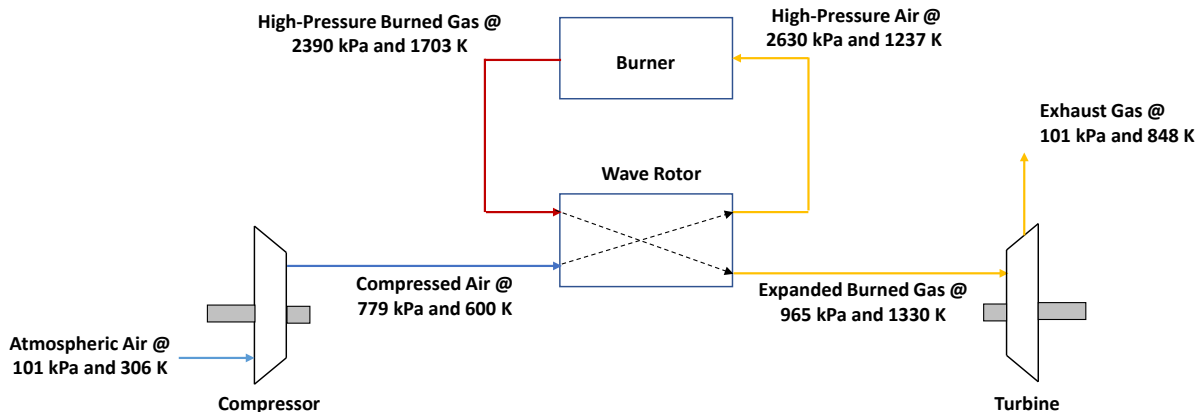 High-Pressure Burned Gas @
2390 kPa and 1703 K
Burner
High-Pressure Air @
2630 kPa and 1237 K
Exhaust Gas @
101 kPa and 848 K
Wave Rotor
Compressed Air @
779 kPa and 600 K
Expanded Burned Gas @
965 kPa and 1330 K
Atmospheric Air @
101 kPa and 306 K
Compressor
Turbine